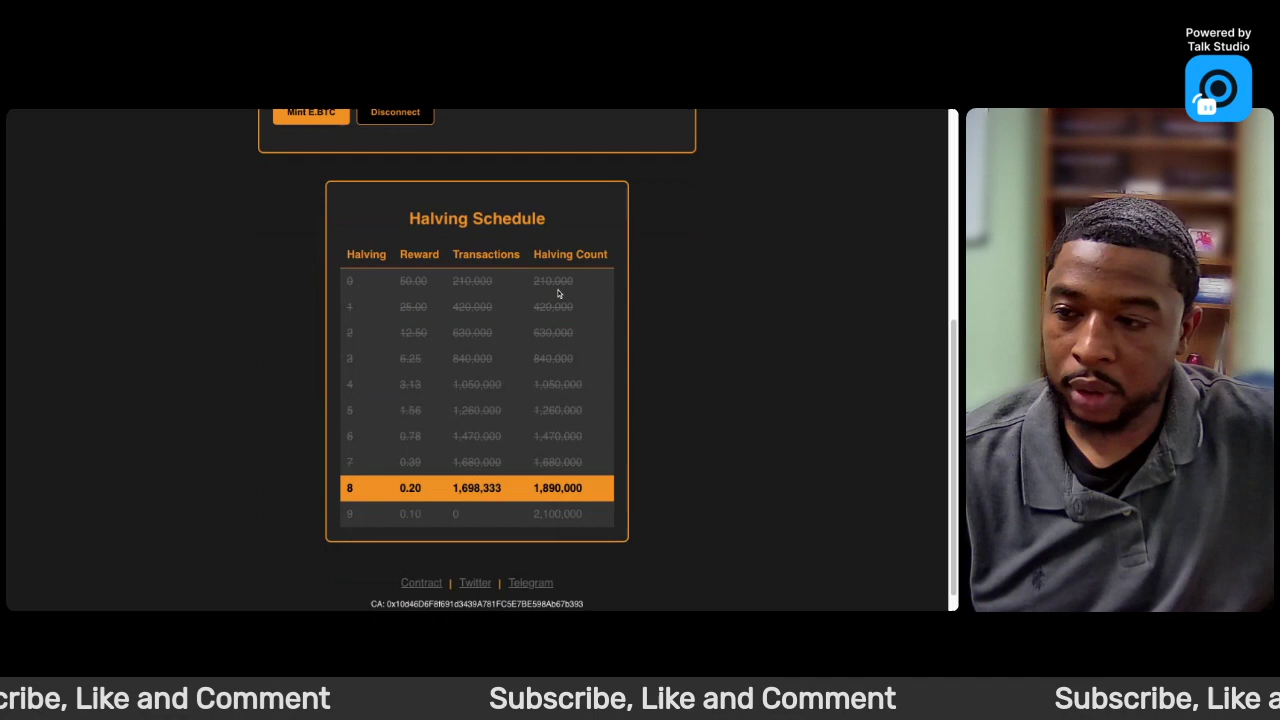 Powered by
Talk Studio
Mint E.BTC Disconnect
Halving Schedule
Halving Reward Transactions Halving Count
0 50.00 210,000 210,000
1 25.00 420,000 420,000
2 12.50 630,000 630,000
3 6.25 840,000 840,000
4 3.13 1,050,000 1,050,000
5 1.56 1,260,000 1,260,000
6 0.78 1,470,000 1,470,000
7 0.39 1,680,000 1,680,000
8 0.20 1,698,333 1,890,000
9 0.10 0 2,100,000
Contract | Twitter | Telegram
CA: 0x10d46D6F8f691d3439A781FC5E7BE598Ab67b393
cribe, Like and Comment Subscribe, Like and Comment Subscribe, Like a